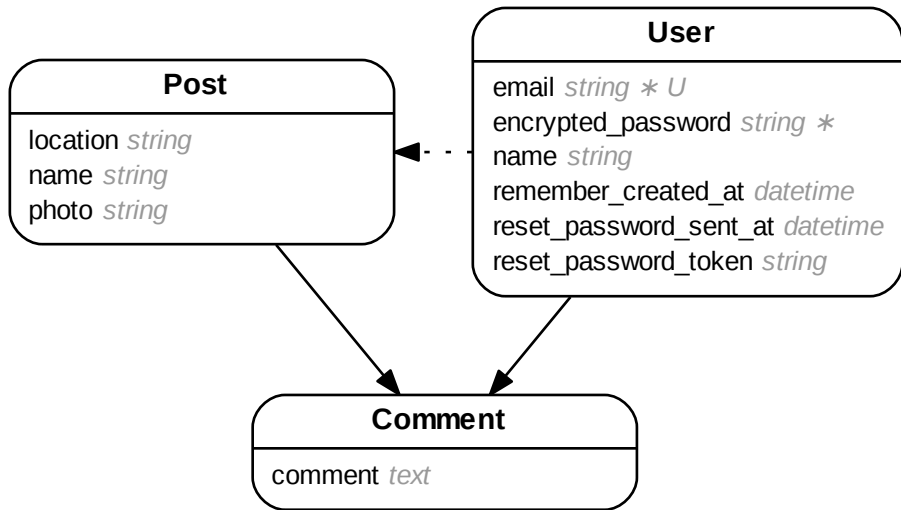 Post
location string
name string
photo string
User
email string ∗ U
encrypted_password string ∗
name string
remember_created_at datetime
reset_password_sent_at datetime
reset_password_token string
Comment
comment text